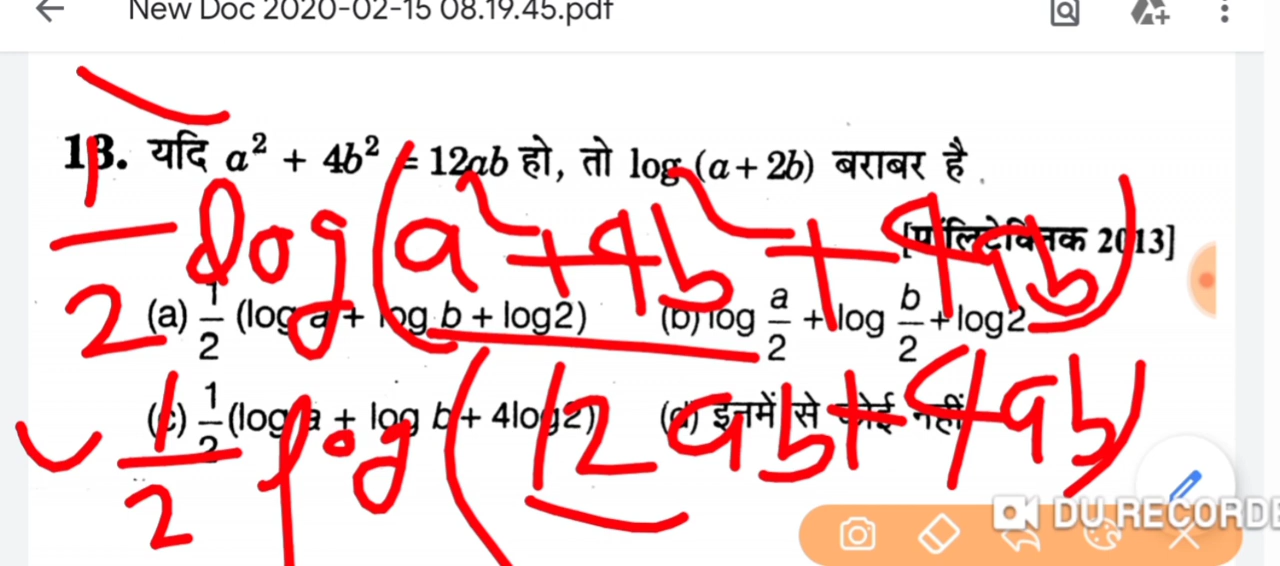 New Doc 2020-02-15 08.19.45.pdf
13. यदि a² + 4b² = 12ab हो, तो log (a + 2b) बराबर है
[पॉलिटेक्निक 2013]
1/2 log (a² + 4b² + 4ab)
(a) 1/2 (log a + log b + log2) (b) log a/2 + log b/2 + log2
(c) 1/2 (log a + log b + 4log2) (d) इनमें से कोई नहीं
1/2 log (12ab + 4ab)
DU RECORDE